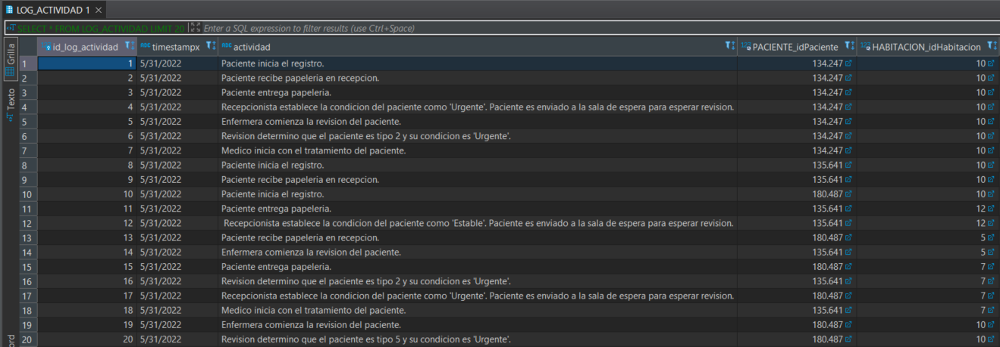 LOG_ACTIVIDAD 1
SELECT * FROM LOG_ACTIVIDAD LIMIT 20 Enter a SQL expression to filter results (use Ctrl+Space)
Grilla
Texto
id_log_actividad timestampx actividad PACIENTE_idPaciente HABITACION_idHabitacion
1 1 5/31/2022 Paciente inicia el registro. 134.247 10
2 2 5/31/2022 Paciente recibe papeleria en recepcion. 134.247 10
3 3 5/31/2022 Paciente entrega papeleria. 134.247 10
4 4 5/31/2022 Recepcionista establece la condicion del paciente como 'Urgente'. Paciente es enviado a la sala de espera para esperar revision. 134.247 10
5 5 5/31/2022 Enfermera comienza la revision del paciente. 134.247 10
6 6 5/31/2022 Revision determino que el paciente es tipo 2 y su condicion es 'Urgente'. 134.247 10
7 7 5/31/2022 Medico inicia con el tratamiento del paciente. 134.247 10
8 8 5/31/2022 Paciente inicia el registro. 135.641 10
9 9 5/31/2022 Paciente recibe papeleria en recepcion. 135.641 10
10 10 5/31/2022 Paciente inicia el registro. 180.487 10
11 11 5/31/2022 Paciente entrega papeleria. 135.641 12
12 12 5/31/2022 Recepcionista establece la condicion del paciente como 'Estable'. Paciente es enviado a la sala de espera para esperar revision. 135.641 12
13 13 5/31/2022 Paciente recibe papeleria en recepcion. 180.487 5
14 14 5/31/2022 Enfermera comienza la revision del paciente. 135.641 5
15 15 5/31/2022 Paciente entrega papeleria. 180.487 7
16 16 5/31/2022 Revision determino que el paciente es tipo 2 y su condicion es 'Urgente'. 135.641 7
17 17 5/31/2022 Recepcionista establece la condicion del paciente como 'Urgente'. Paciente es enviado a la sala de espera para esperar revision. 180.487 7
18 18 5/31/2022 Medico inicia con el tratamiento del paciente. 135.641 7
19 19 5/31/2022 Enfermera comienza la revision del paciente. 180.487 10
20 20 5/31/2022 Revision determino que el paciente es tipo 5 y su condicion es 'Urgente'. 180.487 10